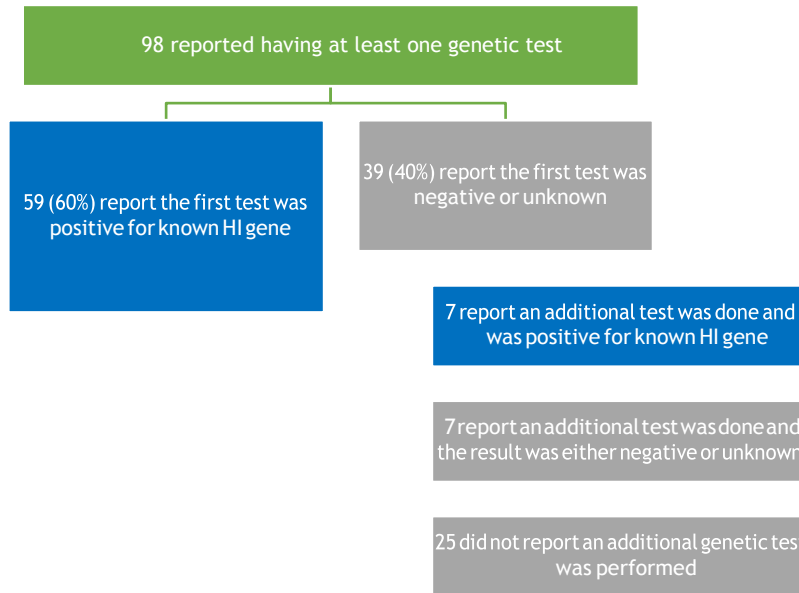 98 reported having at least one genetic test
59 (60%) report the first test was
positive for known HI gene
39 (40%) report the first test was
negative or unknown
7 report an additional test was done and
was positive for known HI gene
7 report an additional test was done and
the result was either negative or unknown
25 did not report an additional genetic tes
was performed